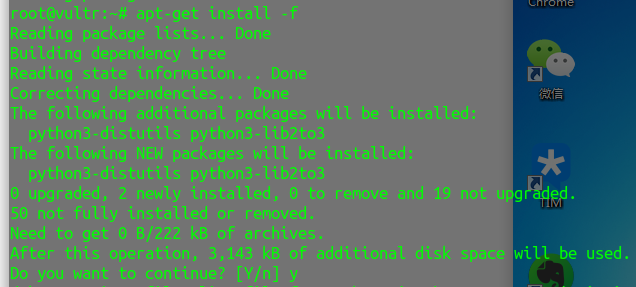 Chrome
root@vultr:~# apt-get install -f
Reading package lists... Done
Building dependency tree
Reading state information... Done
Correcting dependencies... Done
The following additional packages will be installed:
  python3-distutils python3-lib2to3
The following NEW packages will be installed:
  python3-distutils python3-lib2to3
0 upgraded, 2 newly installed, 0 to remove and 19 not upgraded.
50 not fully installed or removed.
Need to get 0 B/222 kB of archives.
After this operation, 3,143 kB of additional disk space will be used.
Do you want to continue? [Y/n] y
微信
TIM